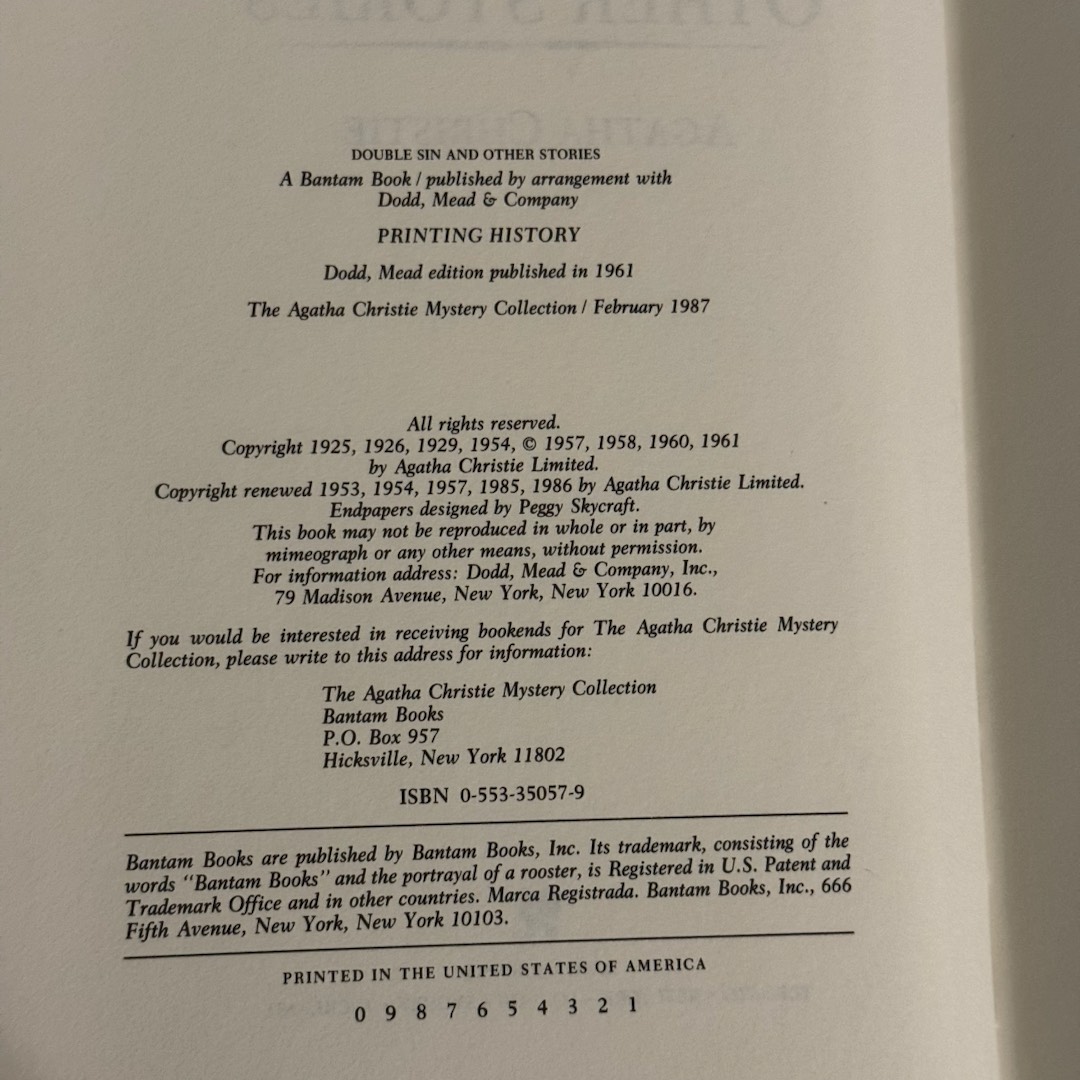 OTHER STORIES
AGATHA CHRISTIE
DOUBLE SIN AND OTHER STORIES
A Bantam Book / published by arrangement with
Dodd, Mead & Company
PRINTING HISTORY
Dodd, Mead edition published in 1961
The Agatha Christie Mystery Collection / February 1987
All rights reserved.
Copyright 1925, 1926, 1929, 1954, © 1957, 1958, 1960, 1961
by Agatha Christie Limited.
Copyright renewed 1953, 1954, 1957, 1985, 1986 by Agatha Christie Limited.
Endpapers designed by Peggy Skycraft.
This book may not be reproduced in whole or in part, by
mimeograph or any other means, without permission.
For information address: Dodd, Mead & Company, Inc.,
79 Madison Avenue, New York, New York 10016.
If you would be interested in receiving bookends for The Agatha Christie Mystery
Collection, please write to this address for information:
The Agatha Christie Mystery Collection
Bantam Books
P.O. Box 957
Hicksville, New York 11802
ISBN 0-553-35057-9
Bantam Books are published by Bantam Books, Inc. Its trademark, consisting of the
words "Bantam Books" and the portrayal of a rooster, is Registered in U.S. Patent and
Trademark Office and in other countries. Marca Registrada. Bantam Books, Inc., 666
Fifth Avenue, New York, New York 10103.
PRINTED IN THE UNITED STATES OF AMERICA
0 9 8 7 6 5 4 3 2 1